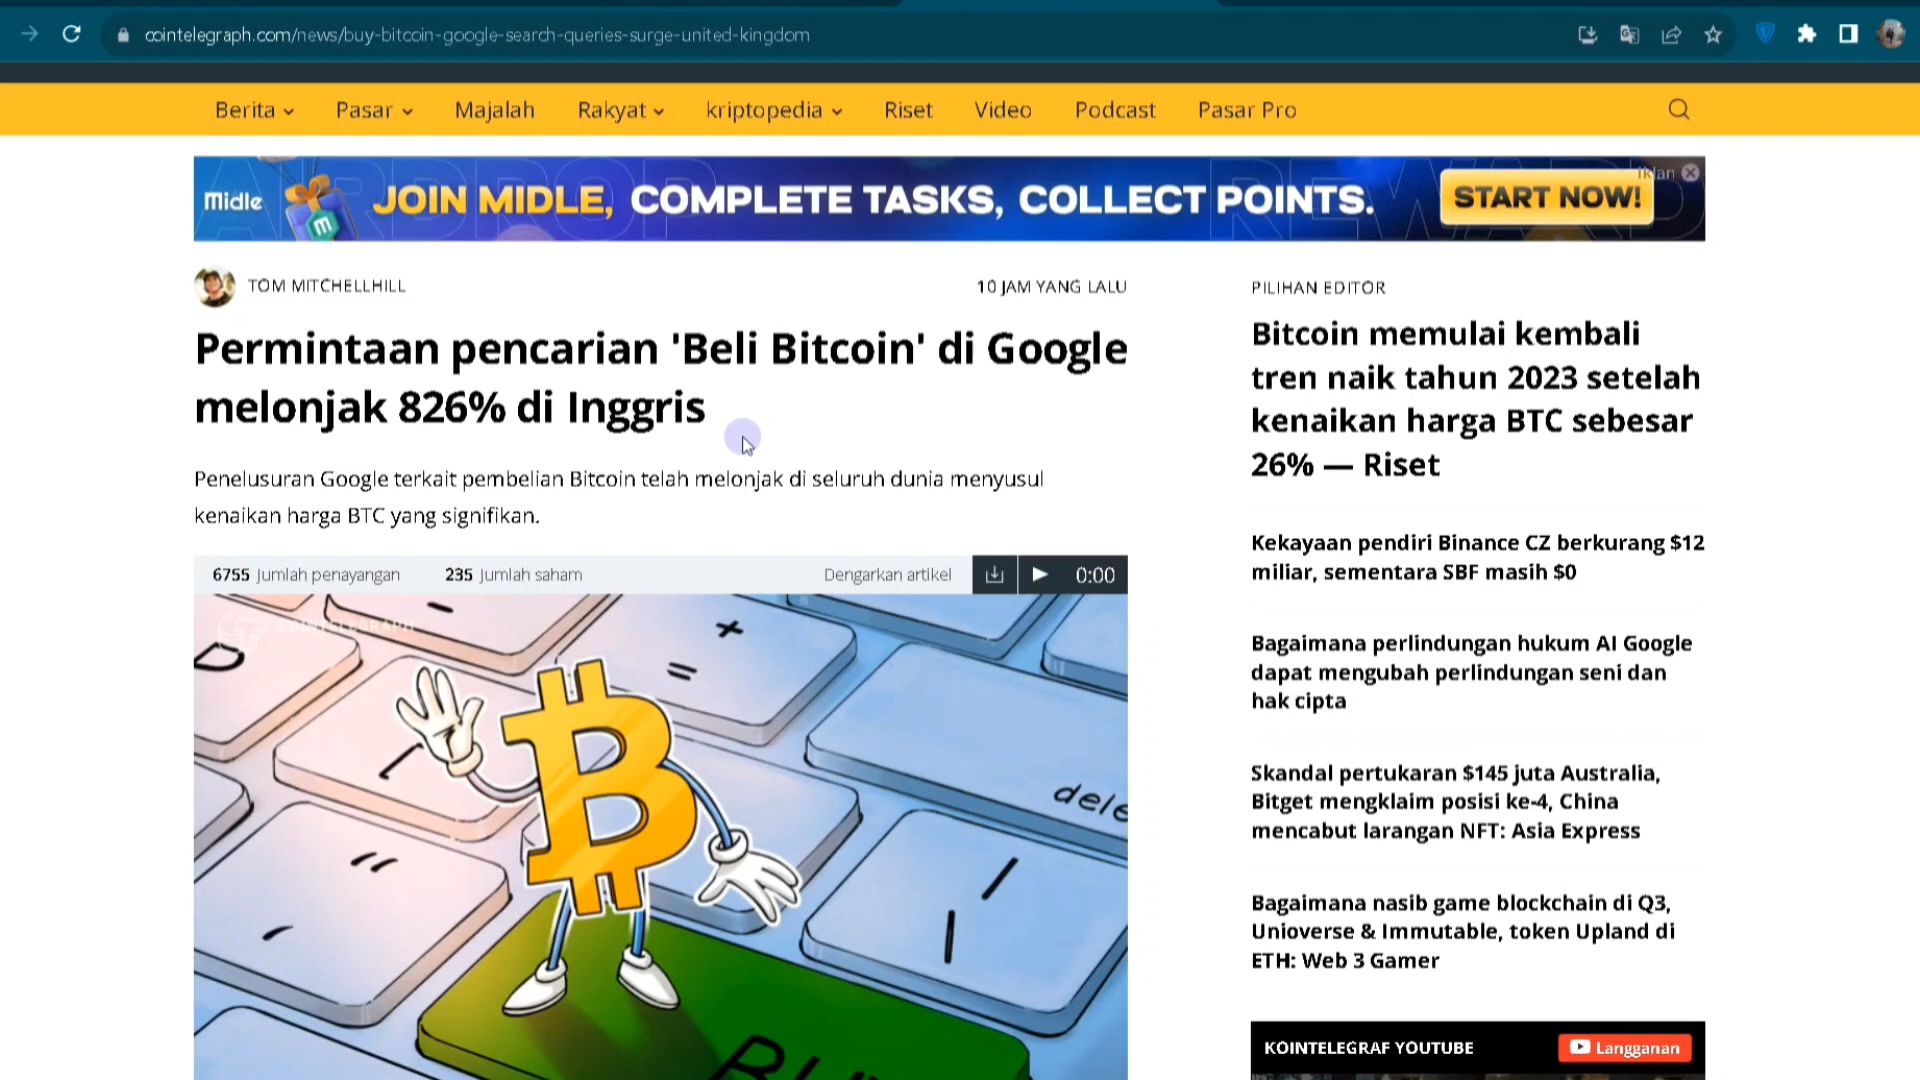 cointelegraph.com/news/buy-bitcoin-google-search-queries-surge-united-kingdom
Berita Pasar Majalah Rakyat kriptopedia Riset Video Podcast Pasar Pro
Iklan
Midle JOIN MIDLE, COMPLETE TASKS, COLLECT POINTS. START NOW!
TOM MITCHELLHILL
10 JAM YANG LALU
Permintaan pencarian 'Beli Bitcoin' di Google
melonjak 826% di Inggris
Penelusuran Google terkait pembelian Bitcoin telah melonjak di seluruh dunia menyusul
kenaikan harga BTC yang signifikan.
6755 Jumlah penayangan 235 Jumlah saham Dengarkan artikel 0:00
COINTELEGRAPH
P
+
=
[
dele
"
'
/
\
BUY
PILIHAN EDITOR
Bitcoin memulai kembali
tren naik tahun 2023 setelah
kenaikan harga BTC sebesar
26% — Riset
Kekayaan pendiri Binance CZ berkurang $12
miliar, sementara SBF masih $0
Bagaimana perlindungan hukum AI Google
dapat mengubah perlindungan seni dan
hak cipta
Skandal pertukaran $145 juta Australia,
Bitget mengklaim posisi ke-4, China
mencabut larangan NFT: Asia Express
Bagaimana nasib game blockchain di Q3,
Unioverse & Immutable, token Upland di
ETH: Web 3 Gamer
KOINTELEGRAF YOUTUBE Langganan